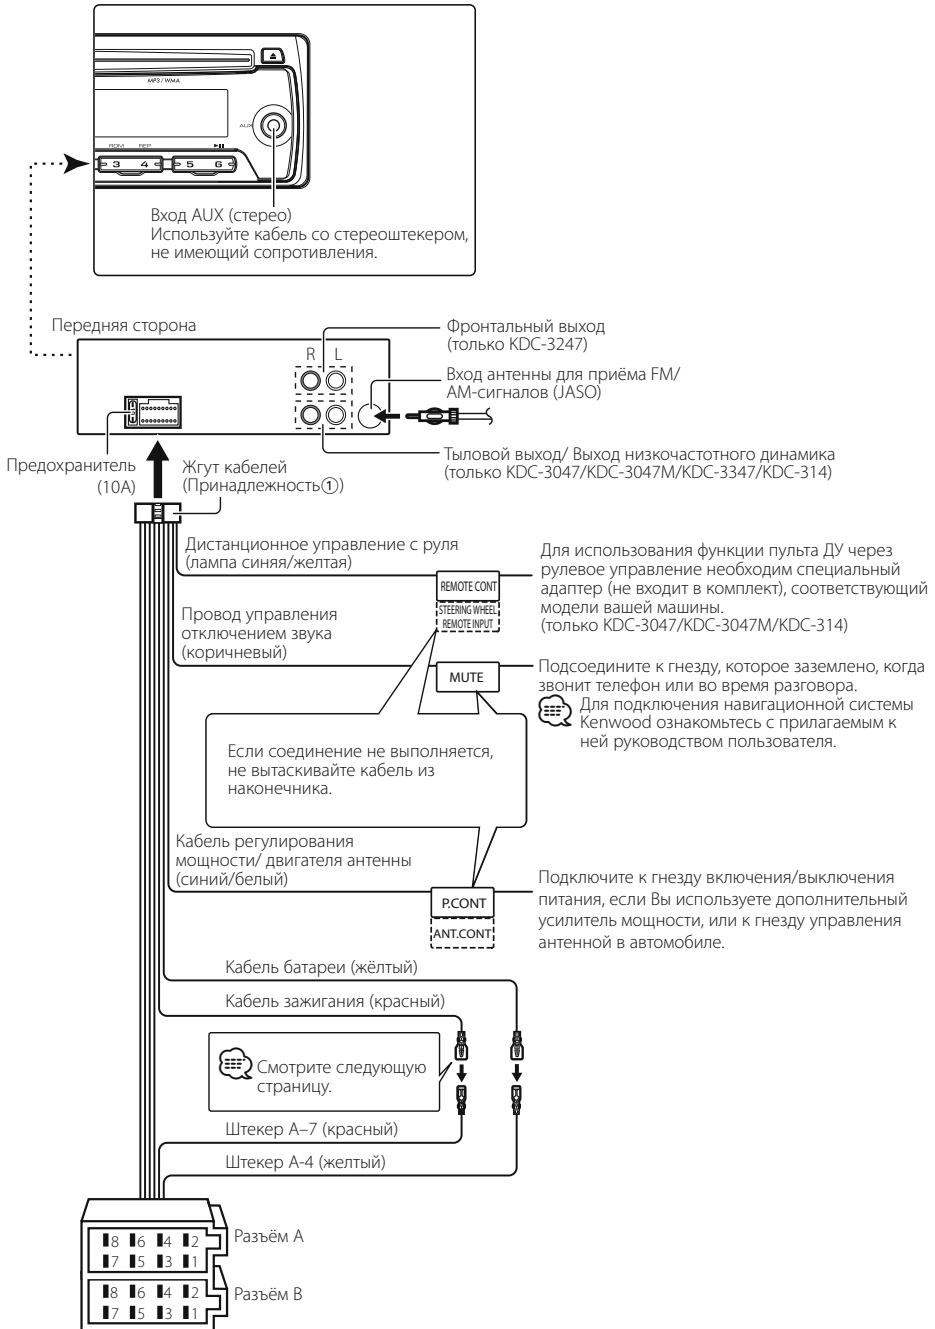 MP3 / WMA
AUX
RDM REP ►II
3 4 5 6
Вход AUX (стерео)
Используйте кабель со стереоштекером,
не имеющий сопротивления.
Передняя сторона
R L
Фронтальный выход
(только KDC-3247)
Вход антенны для приёма FM/
AM-сигналов (JASO)
Тыловой выход/ Выход низкочастотного динамика
(только KDC-3047/KDC-3047M/KDC-3347/KDC-314)
Предохранитель
(10А)
Жгут кабелей
(Принадлежность①)
Дистанционное управление с руля
(лампа синяя/желтая)
REMOTE CONT
STEERING WHEEL
REMOTE INPUT
Для использования функции пульта ДУ через
рулевое управление необходим специальный
адаптер (не входит в комплект), соответствующий
модели вашей машины.
(только KDC-3047/KDC-3047M/KDC-314)
Провод управления
отключением звука
(коричневый)
MUTE
Подсоедините к гнезду, которое заземлено, когда
звонит телефон или во время разговора.
Для подключения навигационной системы
Kenwood ознакомьтесь с прилагаемым к
ней руководством пользователя.
Если соединение не выполняется,
не вытаскивайте кабель из
наконечника.
Кабель регулирования
мощности/ двигателя антенны
(синий/белый)
P.CONT
ANT.CONT
Подключите к гнезду включения/выключения
питания, если Вы используете дополнительный
усилитель мощности, или к гнезду управления
антенной в автомобиле.
Кабель батареи (жёлтый)
Кабель зажигания (красный)
Смотрите следующую
страницу.
Штекер А–7 (красный)
Штекер А-4 (желтый)
Разъём А
8 6 4 2
7 5 3 1
Разъём В
8 6 4 2
7 5 3 1